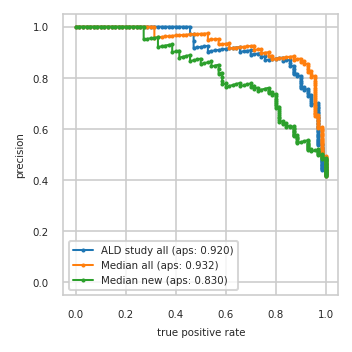 precision
1.0
0.8
0.6
0.4
0.2
0.0
ALD study all (aps: 0.920)
Median all (aps: 0.932)
Median new (aps: 0.830)
0.0 0.2 0.4 0.6 0.8 1.0
true positive rate